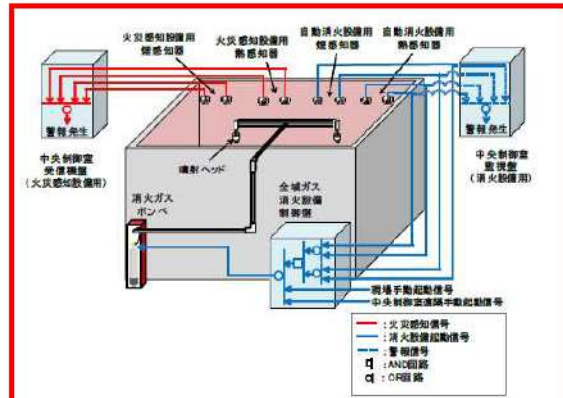 火災感知設備用
煙感知器
火災感知設備用
熱感知器
自動消火設備用
煙感知器
自動消火設備用
熱感知器
警報発生
中央制御室
受信機盤
(火災感知設備用)
警報発生
中央制御室
監視盤
(消火設備用)
噴射ヘッド
消火ガス
ボンベ
全域ガス
消火設備
制御盤
現場手動起動信号
中央制御室遠隔手動起動信号
:火災感知信号
:消火設備起動信号
:警報信号
:AND回路
:OR回路